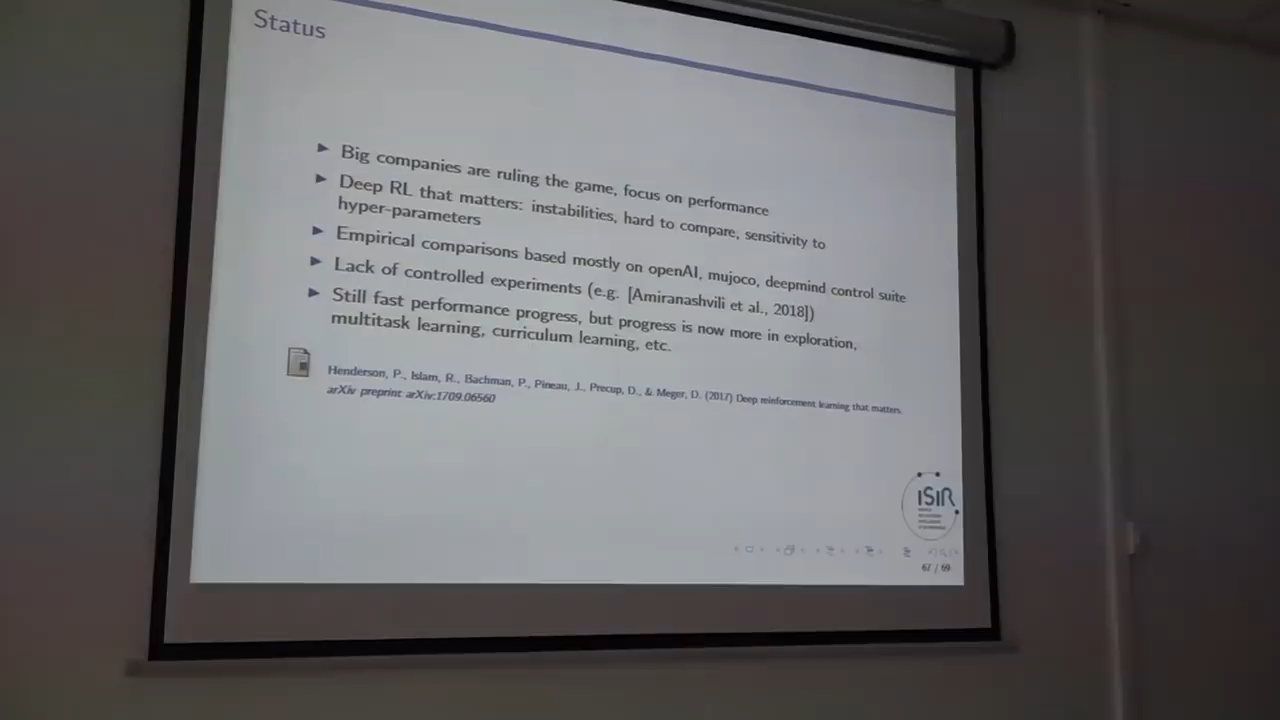 Status
Big companies are ruling the game, focus on performance
Deep RL that matters: instabilities, hard to compare, sensitivity to
hyper-parameters
Empirical comparisons based mostly on openAI, mujoco, deepmind control suite
Lack of controlled experiments (e.g. [Amiranashvili et al., 2018])
Still fast performance progress, but progress is now more in exploration,
multitask learning, curriculum learning, etc.
Henderson, P., Islam, R., Bachman, P., Pineau, J., Precup, D., & Meger, D. (2017) Deep reinforcement learning that matters.
arXiv preprint arXiv:1709.06560
ISIR
67 / 69